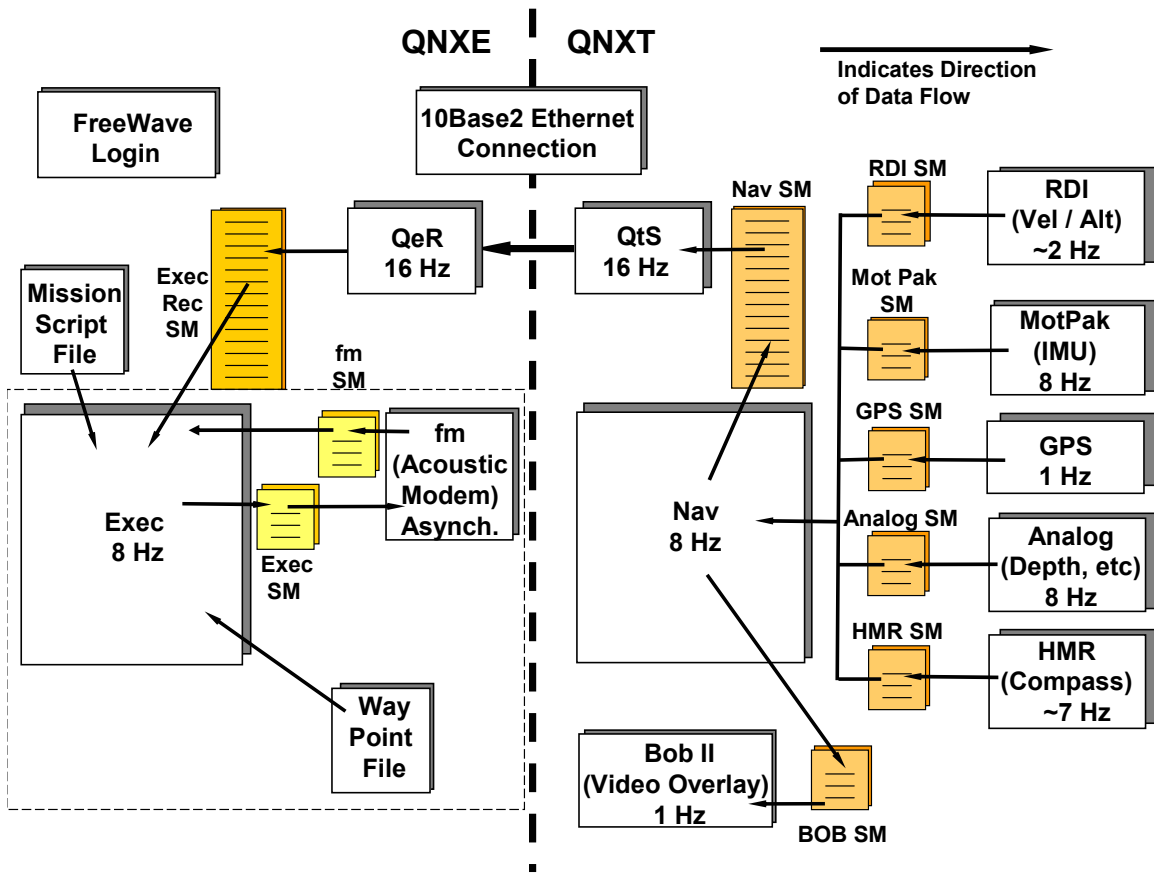 QNXE
QNXT
Indicates Direction
of Data Flow
FreeWave
Login
10Base2 Ethernet
Connection
RDI SM
RDI
(Vel / Alt)
~2 Hz
Nav SM
QeR
16 Hz
QtS
16 Hz
Exec
Rec
SM
Mission
Script
File
Mot Pak
SM
MotPak
(IMU)
8 Hz
fm
SM
fm
(Acoustic
Modem)
Asynch.
GPS SM
GPS
1 Hz
Exec
8 Hz
Exec
SM
Nav
8 Hz
Analog SM
Analog
(Depth, etc)
8 Hz
HMR SM
HMR
(Compass)
~7 Hz
Way
Point
File
Bob II
(Video Overlay)
1 Hz
BOB SM